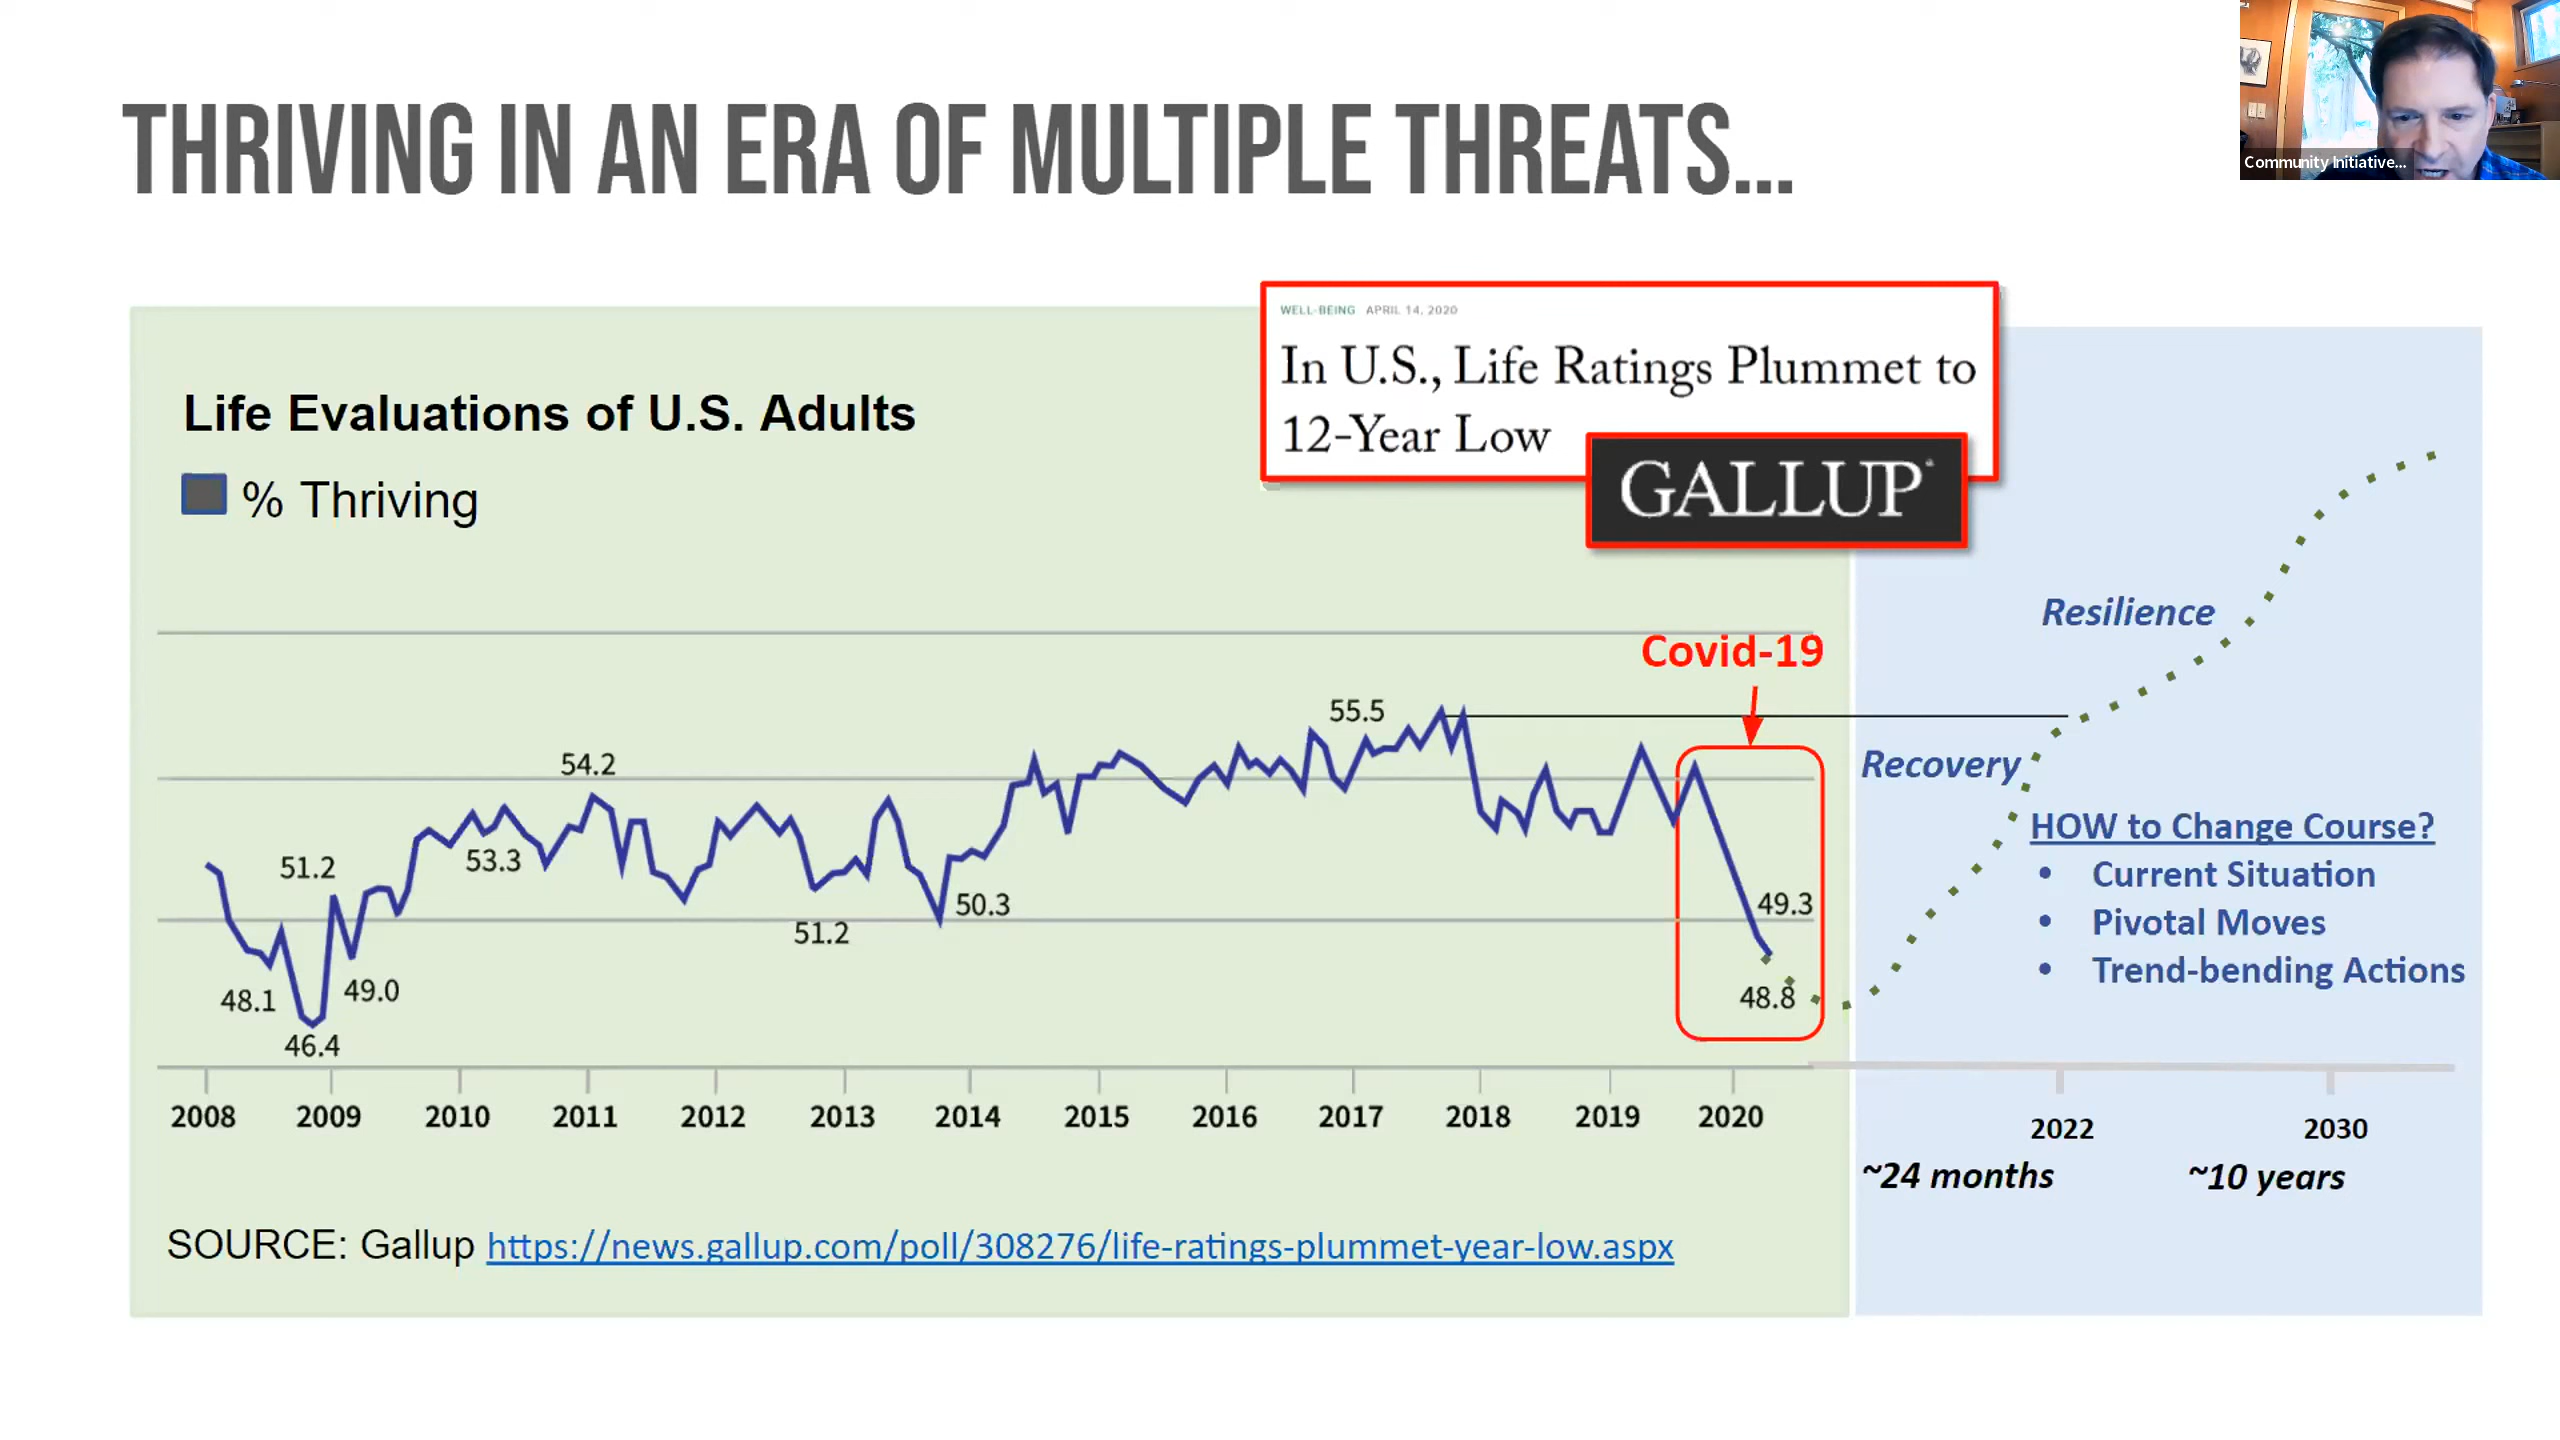 Community Initiative...
THRIVING IN AN ERA OF MULTIPLE THREATS...
WELL-BEING APRIL 14, 2020
In U.S., Life Ratings Plummet to
12-Year Low
GALLUP
Life Evaluations of U.S. Adults
% Thriving
Covid-19
55.5
54.2
51.2
53.3
50.3
51.2
49.3
48.1
49.0
48.8
46.4
2008 2009 2010 2011 2012 2013 2014 2015 2016 2017 2018 2019 2020
SOURCE: Gallup https://news.gallup.com/poll/308276/life-ratings-plummet-year-low.aspx
Resilience
Recovery
HOW to Change Course?
• Current Situation
• Pivotal Moves
• Trend-bending Actions
2022 2030
~24 months ~10 years